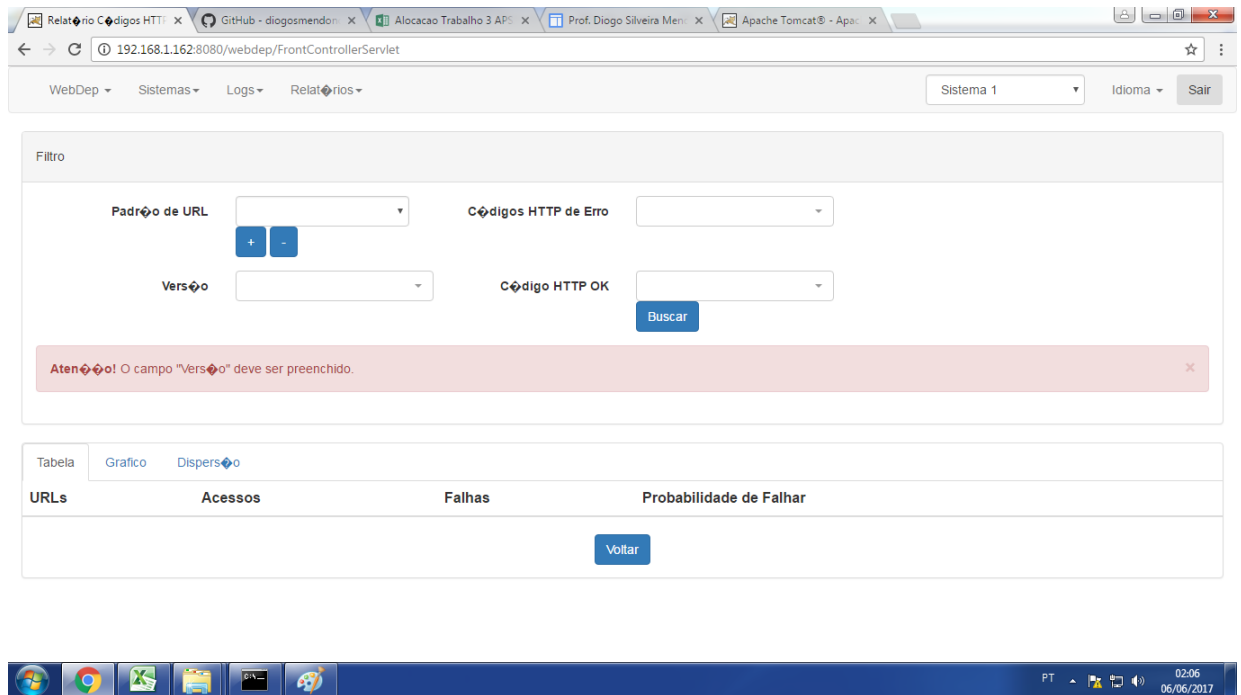 Relat�rio C�digos HTTP
GitHub - diogosmendon
Alocacao Trabalho 3 APS
Prof. Diogo Silveira Men
Apache Tomcat® - Apac
192.168.1.162:8080/webdep/FrontControllerServlet
WebDep
Sistemas
Logs
Relat�rios
Sistema 1
Idioma
Sair
Filtro
Padr�o de URL
C�digos HTTP de Erro
+ -
Vers�o
C�digo HTTP OK
Buscar
Aten��o! O campo "Vers�o" deve ser preenchido.
×
Tabela
Grafico
Dispers�o
URLs Acessos Falhas Probabilidade de Falhar
Voltar
PT
02:06
06/06/2017